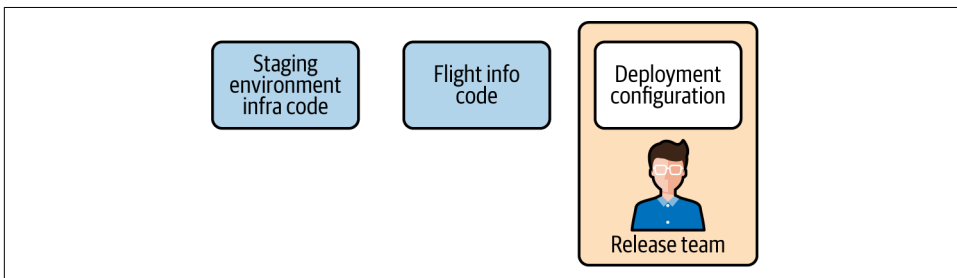 Staging
environment
infra code
Flight info
code
Deployment
configuration
Release team